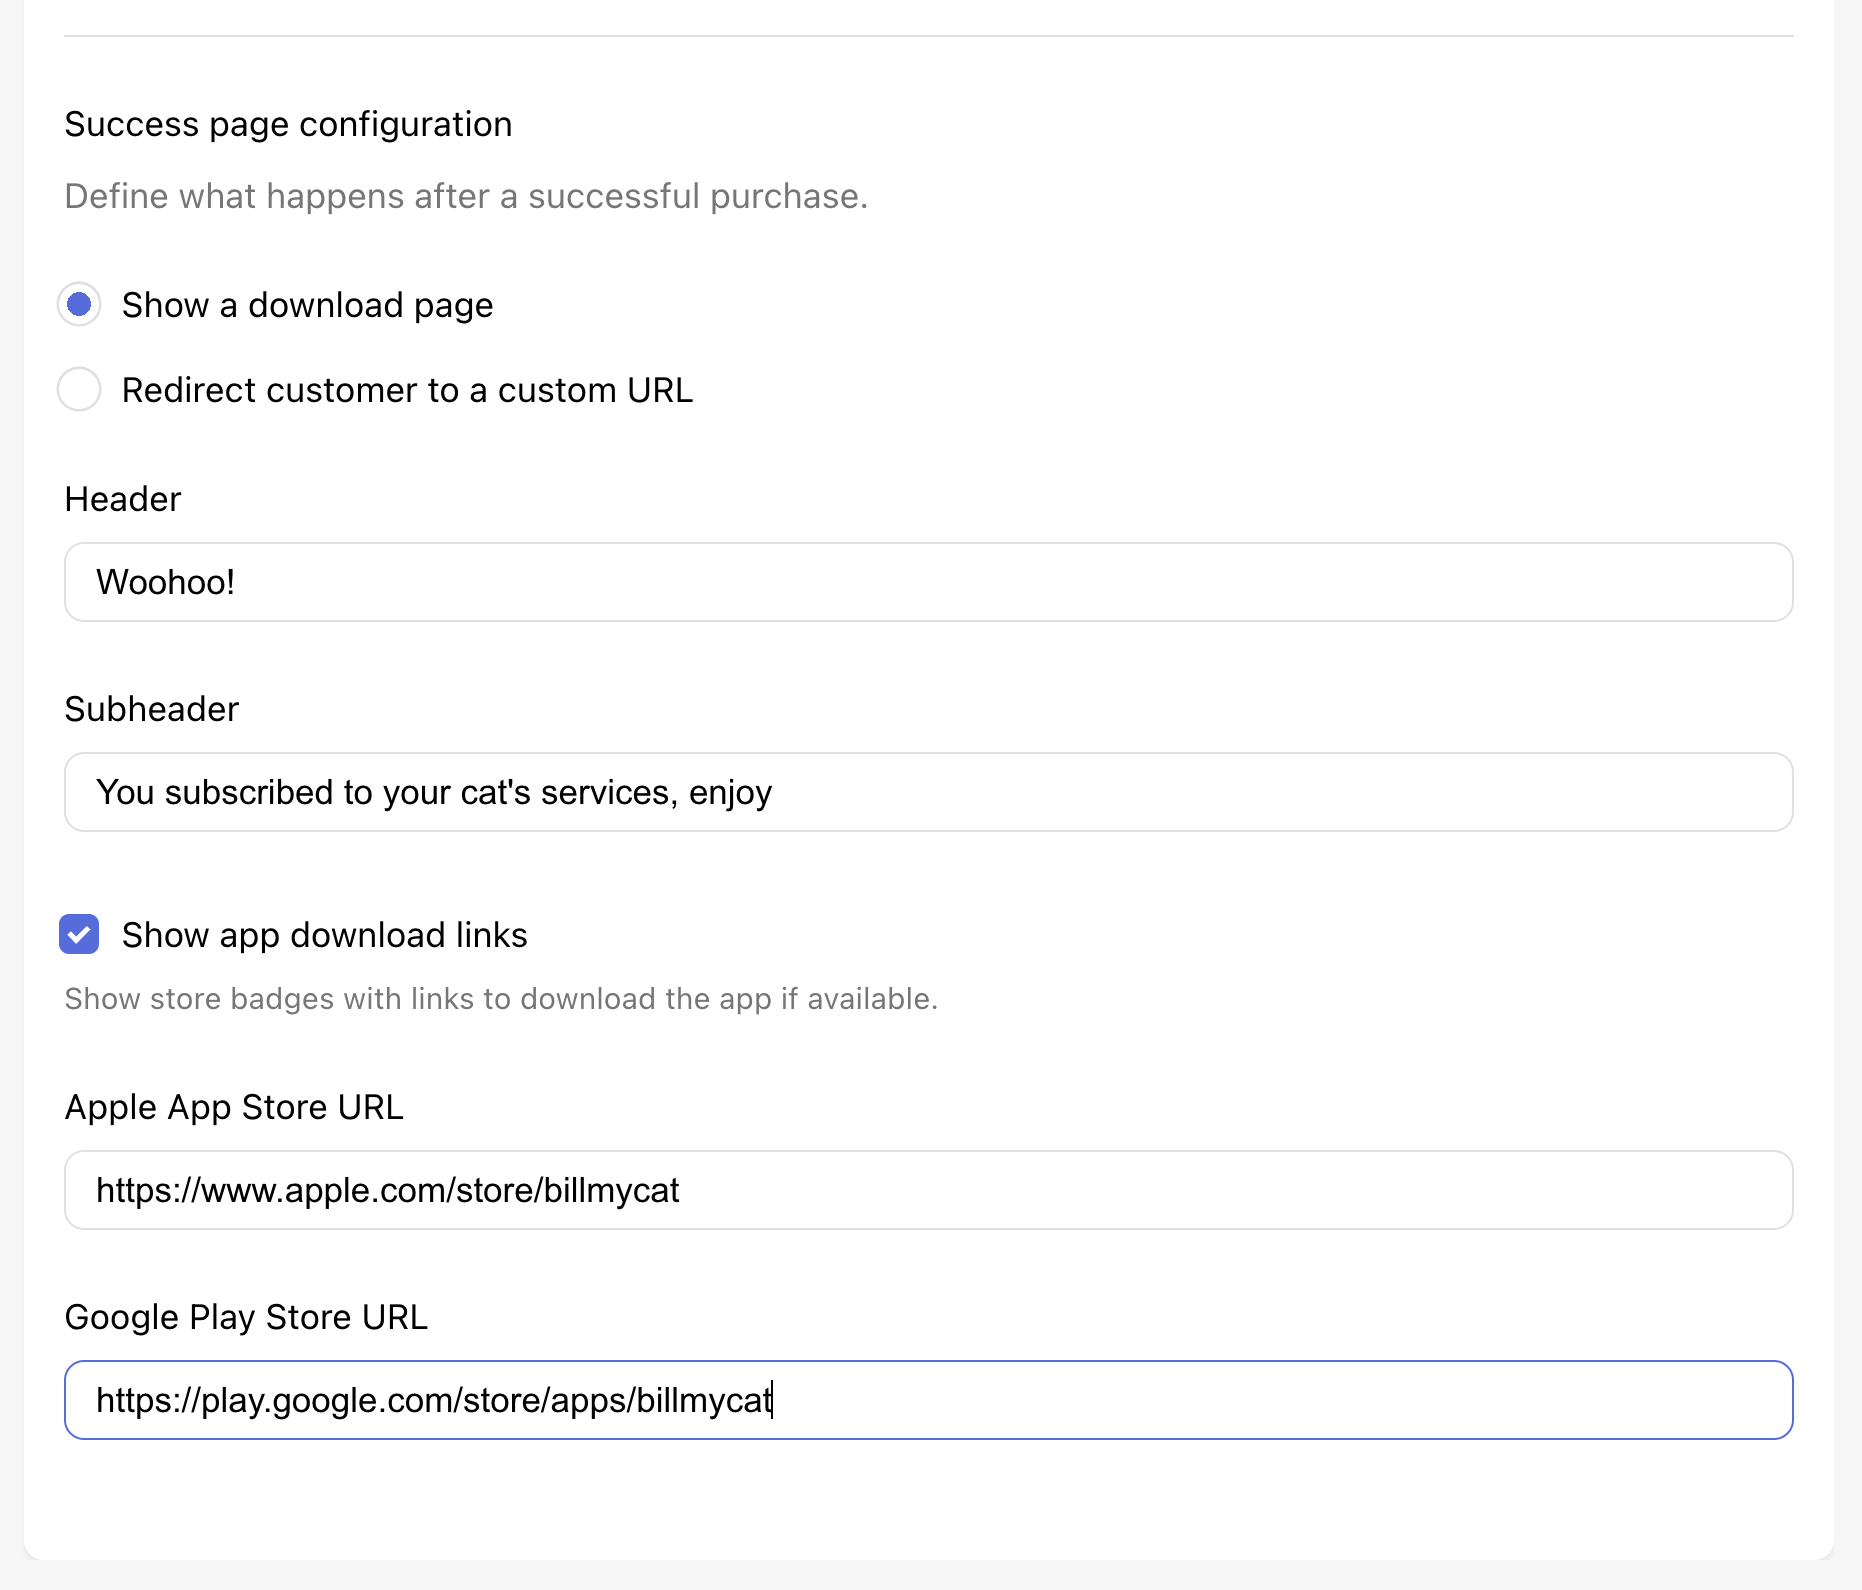 Success page configuration
Define what happens after a successful purchase.
Show a download page
Redirect customer to a custom URL
Header
Woohoo!
Subheader
You subscribed to your cat's services, enjoy
Show app download links
Show store badges with links to download the app if available.
Apple App Store URL
https://www.apple.com/store/billmycat
Google Play Store URL
https://play.google.com/store/apps/billmycat